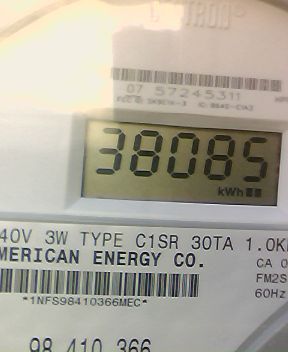 TRON
07 57245311
38085
kWh
40V 3W TYPE C1SR 30TA 1.0K
MERICAN ENERGY CO.
CA 0
FM2S
60Hz
*1NFS98410366MEC*
98 410 366